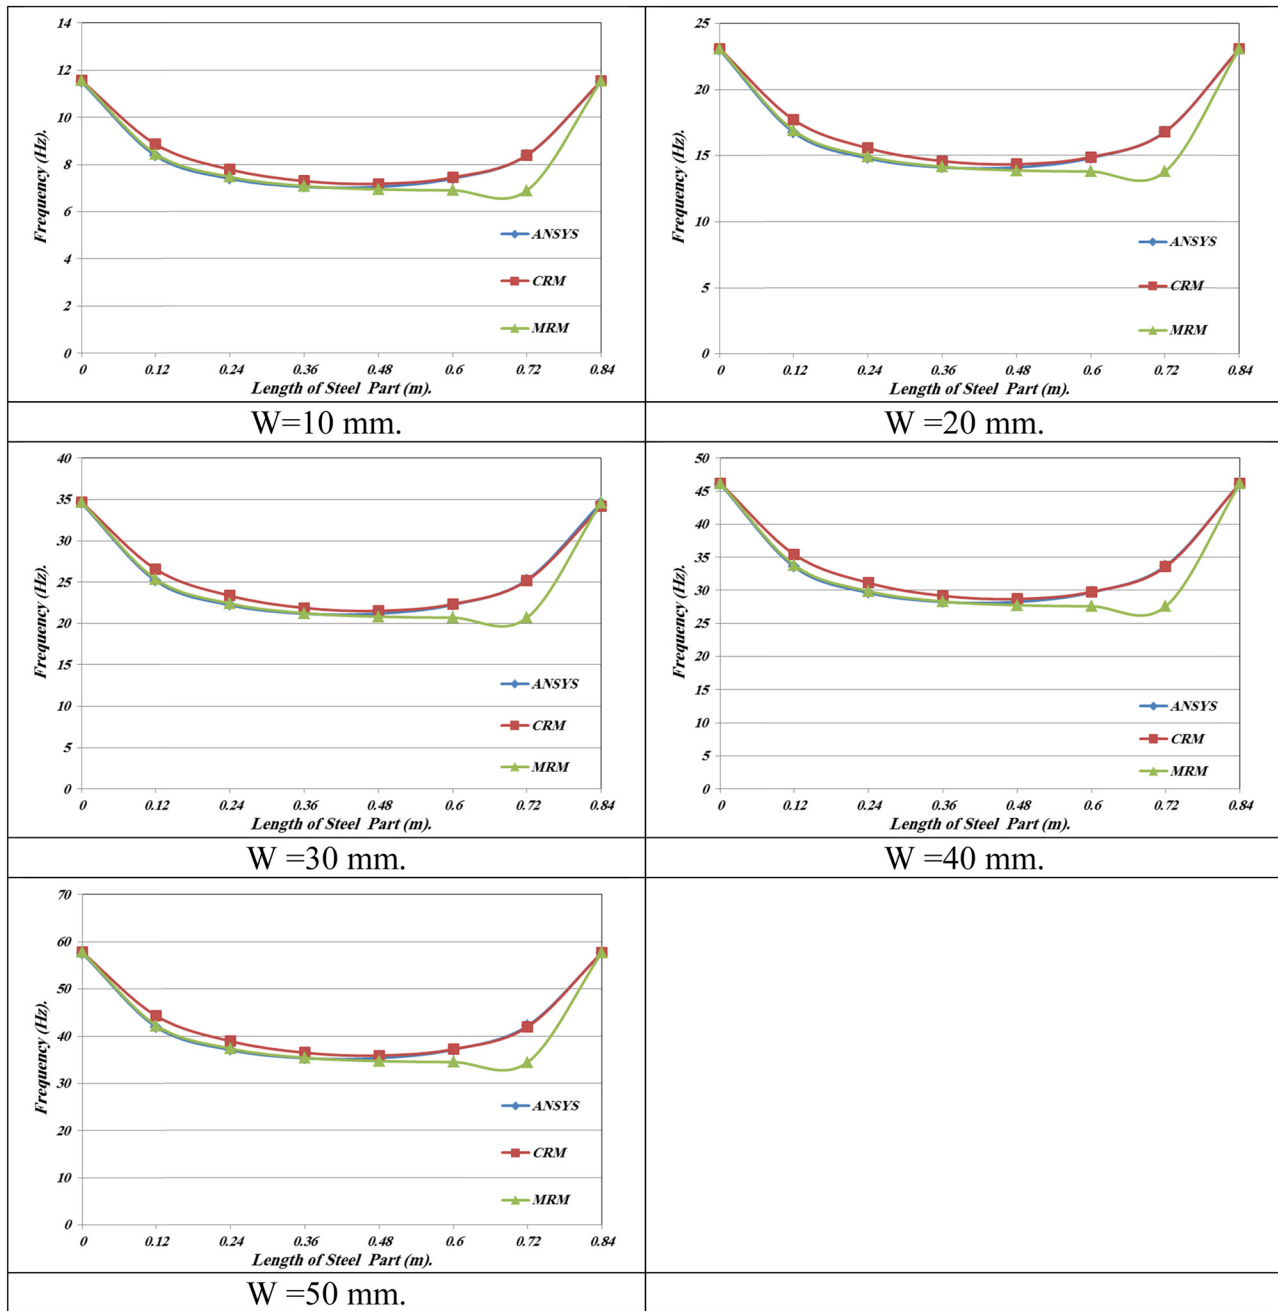 14
12
10
8
6
4
2
0
Frequency (Hz).
ANSYS
CRM
MRM
0 0.12 0.24 0.36 0.48 0.6 0.72 0.84
Length of Steel Part (m).
W=10 mm.
25
20
15
10
5
0
Frequency (Hz).
ANSYS
CRM
MRM
0 0.12 0.24 0.36 0.48 0.6 0.72 0.84
Length of Steel Part (m).
W =20 mm.
40
35
30
25
20
15
10
5
0
Frequency (Hz).
ANSYS
CRM
MRM
0 0.12 0.24 0.36 0.48 0.6 0.72 0.84
Length of Steel Part (m).
W =30 mm.
50
45
40
35
30
25
20
15
10
5
0
Frequency (Hz).
ANSYS
CRM
MRM
0 0.12 0.24 0.36 0.48 0.6 0.72 0.84
Length of Steel Part (m).
W =40 mm.
70
60
50
40
30
20
10
0
Frequency (Hz).
ANSYS
CRM
MRM
0 0.12 0.24 0.36 0.48 0.6 0.72 0.84
Length of Steel Part (m).
W =50 mm.